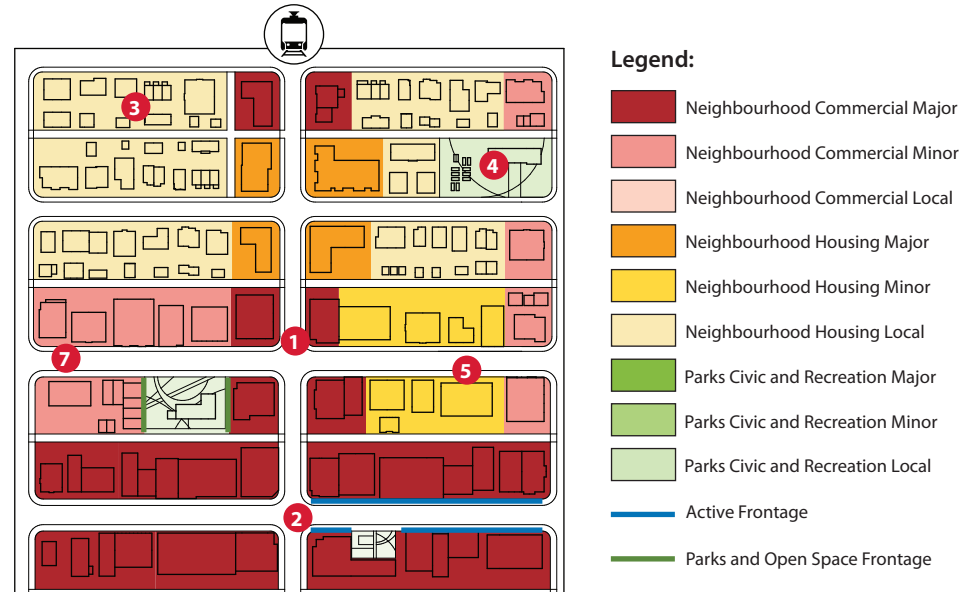 3
4
1
7
5
2
Legend:
Neighbourhood Commercial Major
Neighbourhood Commercial Minor
Neighbourhood Commercial Local
Neighbourhood Housing Major
Neighbourhood Housing Minor
Neighbourhood Housing Local
Parks Civic and Recreation Major
Parks Civic and Recreation Minor
Parks Civic and Recreation Local
Active Frontage
Parks and Open Space Frontage